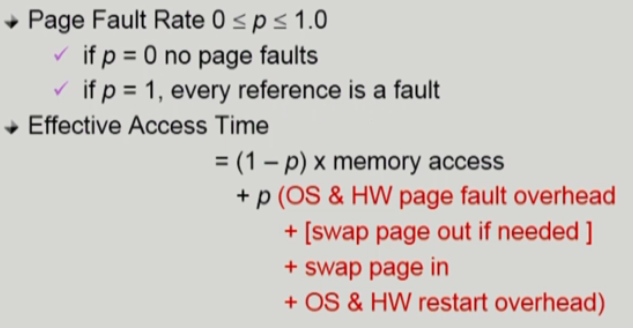 Page Fault Rate 0 ≤ p ≤ 1.0
if p = 0 no page faults
if p = 1, every reference is a fault
Effective Access Time
= (1 – p) x memory access
+ p (OS & HW page fault overhead
+ [swap page out if needed ]
+ swap page in
+ OS & HW restart overhead)